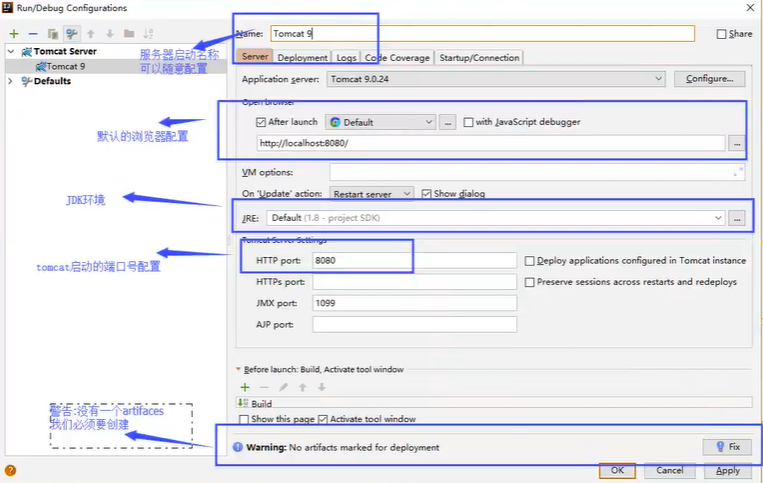 Run/Debug Configurations
Name: Tomcat 9
Share
Tomcat Server
Tomcat 9
Defaults
服务器启动名称
可以随意配置
Server
Deployment
Logs
Code Coverage
Startup/Connection
Application server: Tomcat 9.0.24
Configure...
Open browser
After launch
Default
...
with JavaScript debugger
默认的浏览器配置
http://localhost:8080/
...
VM options:
On 'Update' action: Restart server
Show dialog
JDK环境
JRE: Default (1.8 - project SDK)
...
Tomcat Server Settings
tomcat启动的端口号配置
HTTP port: 8080
Deploy applications configured in Tomcat instance
HTTPs port:
Preserve sessions across restarts and redeploys
JMX port: 1099
AJP port:
Before launch: Build, Activate tool window
Build
警告:没有一个artifaces
我们必须要创建
Show this page
Activate tool window
Warning: No artifacts marked for deployment
Fix
?
OK
Cancel
Apply